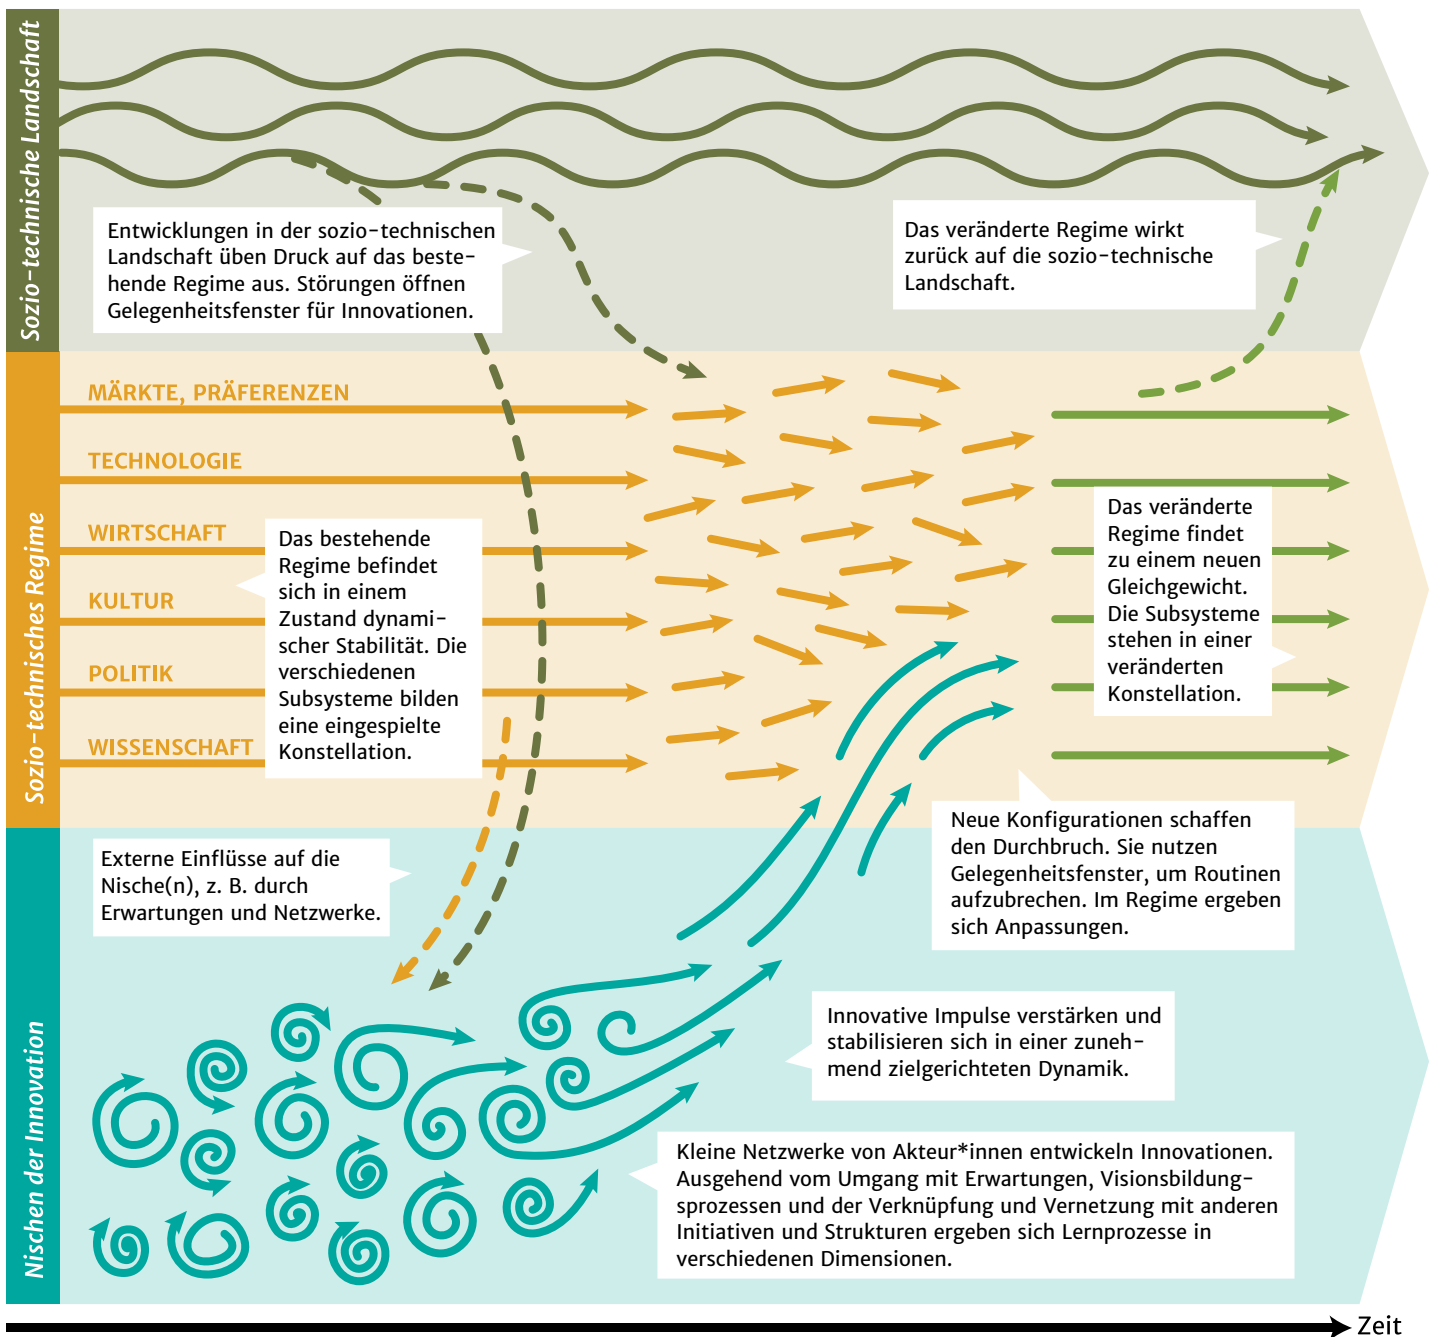 Sozio-technische Landschaft
Entwicklungen in der sozio-technischen
Landschaft üben Druck auf das beste-
hende Regime aus. Störungen öffnen
Gelegenheitsfenster für Innovationen.
Das veränderte Regime wirkt
zurück auf die sozio-technische
Landschaft.
Sozio-technisches Regime
MÄRKTE, PRÄFERENZEN
TECHNOLOGIE
WIRTSCHAFT
KULTUR
POLITIK
WISSENSCHAFT
Das bestehende
Regime befindet
sich in einem
Zustand dynami-
scher Stabilität. Die
verschiedenen
Subsysteme bilden
eine eingespielte
Konstellation.
Das veränderte
Regime findet
zu einem neuen
Gleichgewicht.
Die Subsysteme
stehen in einer
veränderten
Konstellation.
Neue Konfigurationen schaffen
den Durchbruch. Sie nutzen
Gelegenheitsfenster, um Routinen
aufzubrechen. Im Regime ergeben
sich Anpassungen.
Nischen der Innovation
Externe Einflüsse auf die
Nische(n), z. B. durch
Erwartungen und Netzwerke.
Innovative Impulse verstärken und
stabilisieren sich in einer zuneh-
mend zielgerichteten Dynamik.
Kleine Netzwerke von Akteur*innen entwickeln Innovationen.
Ausgehend vom Umgang mit Erwartungen, Visionsbildung-
sprozessen und der Verknüpfung und Vernetzung mit anderen
Initiativen und Strukturen ergeben sich Lernprozesse in
verschiedenen Dimensionen.
Zeit